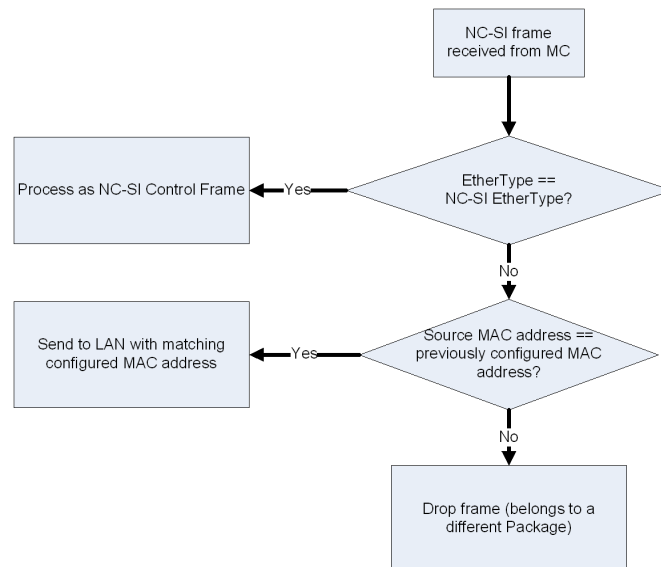 NC-SI frame
received from MC
EtherType ==
NC-SI EtherType?
Yes
Process as NC-SI Control Frame
No
Source MAC address ==
previously configured MAC
address?
Yes
Send to LAN with matching
configured MAC address
No
Drop frame (belongs to a
different Package)